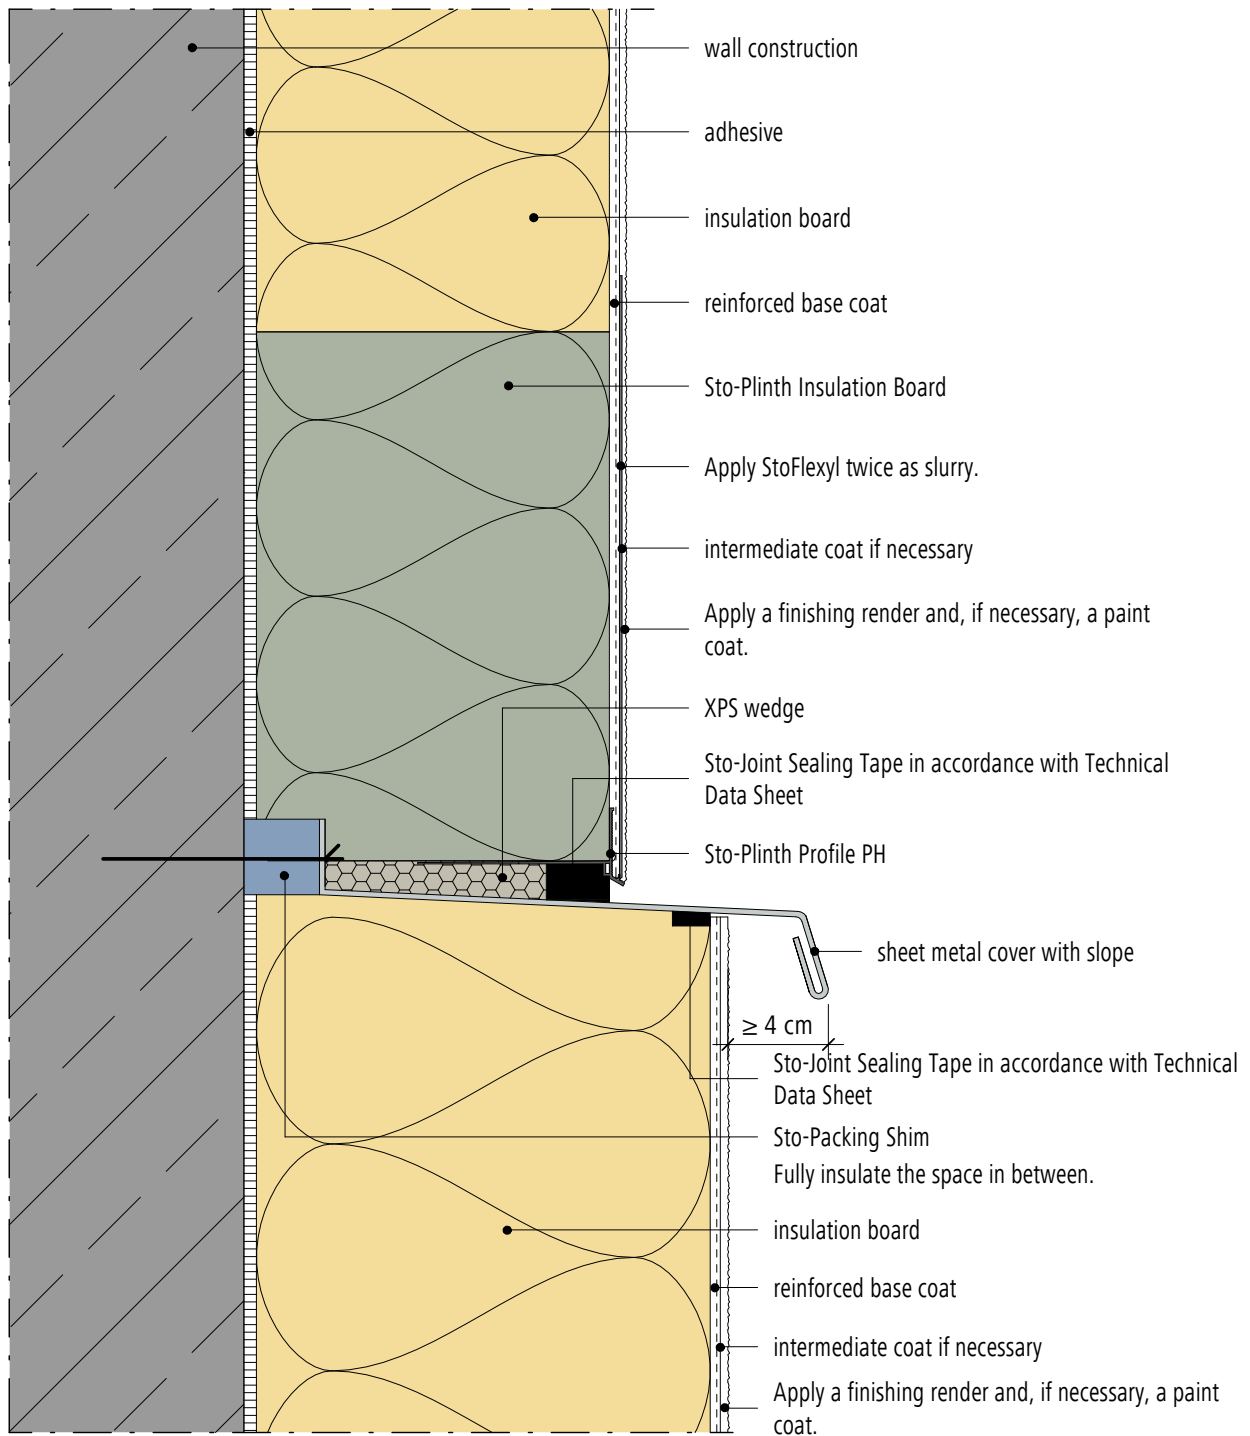 wall construction
adhesive
insulation board
reinforced base coat
Sto-Plinth Insulation Board
Apply StoFlexyl twice as slurry.
intermediate coat if necessary
Apply a finishing render and, if necessary, a paint
coat.
XPS wedge
Sto-Joint Sealing Tape in accordance with Technical
Data Sheet
Sto-Plinth Profile PH
sheet metal cover with slope
≥ 4 cm
Sto-Joint Sealing Tape in accordance with Technical
Data Sheet
Sto-Packing Shim
Fully insulate the space in between.
insulation board
reinforced base coat
intermediate coat if necessary
Apply a finishing render and, if necessary, a paint
coat.